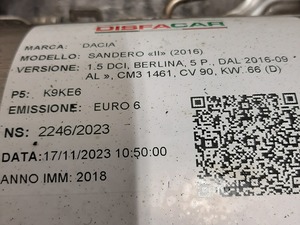 DISFACAR
MARCA: DACIA
MODELLO: SANDERO «II» (2016)
VERSIONE: 1.5 DCI, BERLINA, 5 P., DAL 2016-09
AL », CM3 1461, CV 90, KW. 66 (D)
P5: K9KE6
EMISSIONE: EURO 6
NS: 2246/2023
DATA: 17/11/2023 10:50:00
ANNO IMM: 2018